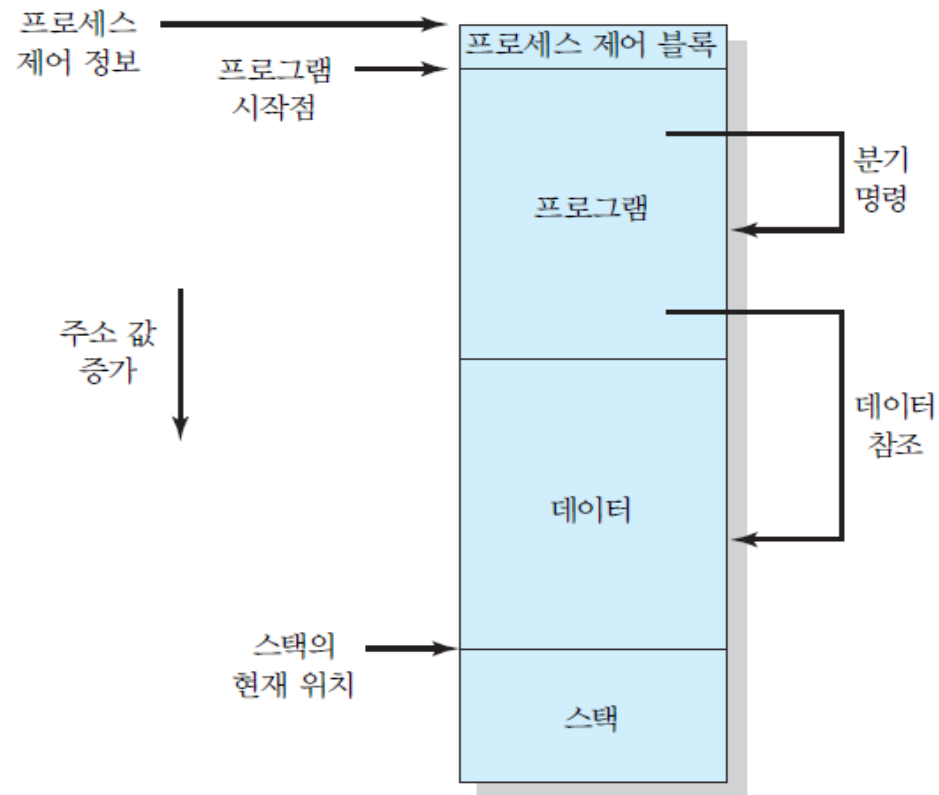 프로세스
제어 정보
프로세스 제어 블록
프로그램
시작점
프로그램
분기
명령
주소 값
증가
데이터
참조
데이터
스택의
현재 위치
스택